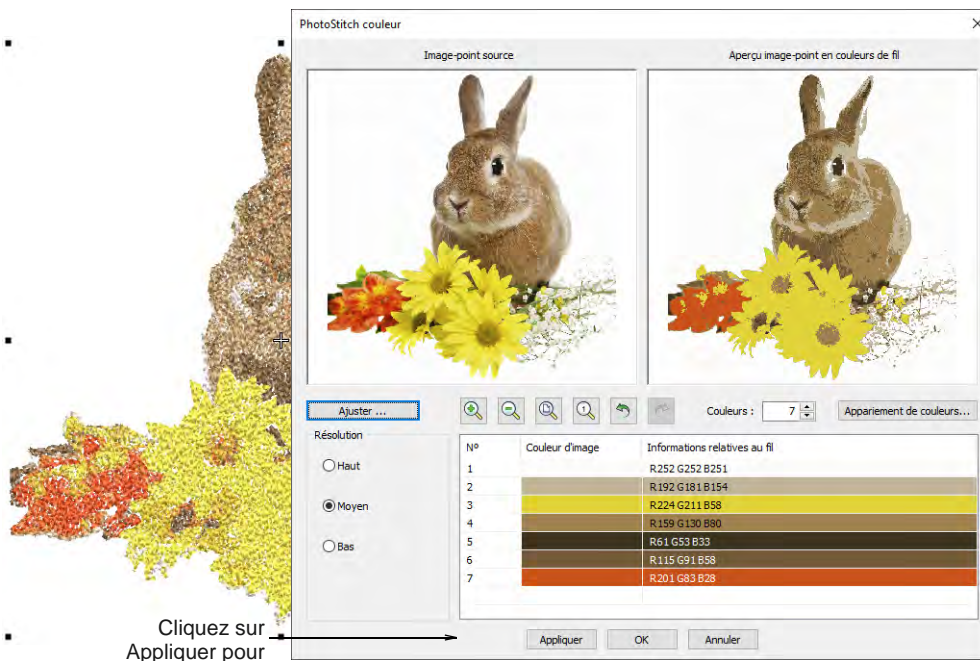 PhotoStitch couleur
Image-point source
Aperçu image-point en couleurs de fil
Ajuster ...
1
Couleurs :
7
Appariement de couleurs...
Résolution
Haut
Moyen
Bas
Nº Couleur d'image Informations relatives au fil
1 R252 G252 B251
2 R192 G181 B154
3 R224 G211 B58
4 R159 G130 B80
5 R61 G53 B33
6 R115 G91 B58
7 R201 G83 B28
Appliquer
OK
Annuler
Cliquez sur
Appliquer pour